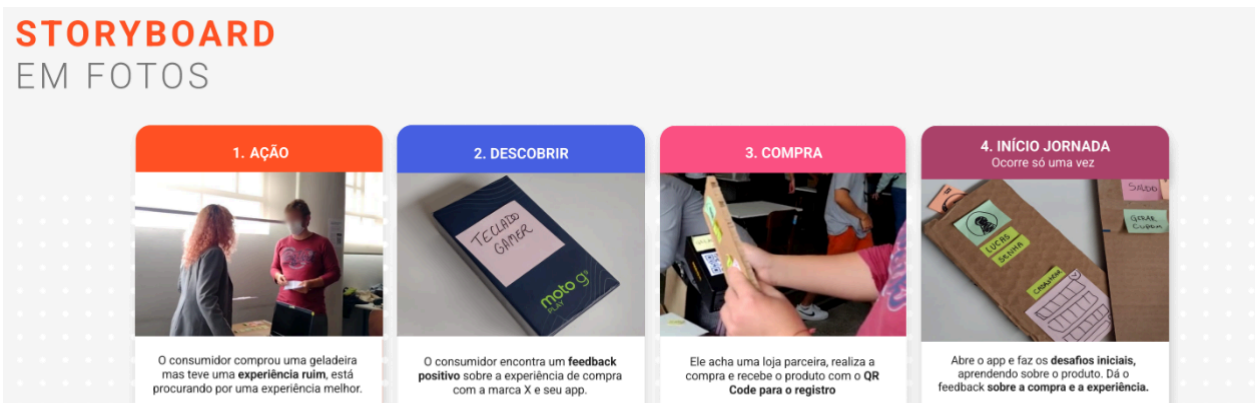 STORYBOARD
EM FOTOS
1. AÇÃO
O consumidor comprou uma geladeira
mas teve uma experiência ruim, está
procurando por uma experiência melhor.
2. DESCOBRIR
TECLADO
GAMER
moto g⁹
PLAY
O consumidor encontra um feedback
positivo sobre a experiência de compra
com a marca X e seu app.
3. COMPRA
Ele acha uma loja parceira, realiza a
compra e recebe o produto com o QR
Code para o registro
4. INÍCIO JORNADA
Ocorre só uma vez
LUCAS
SENHA
CADASTRAR
SALDO
GERAR
CUPOM
Abre o app e faz os desafios iniciais,
aprendendo sobre o produto. Dá o
feedback sobre a compra e a experiência.